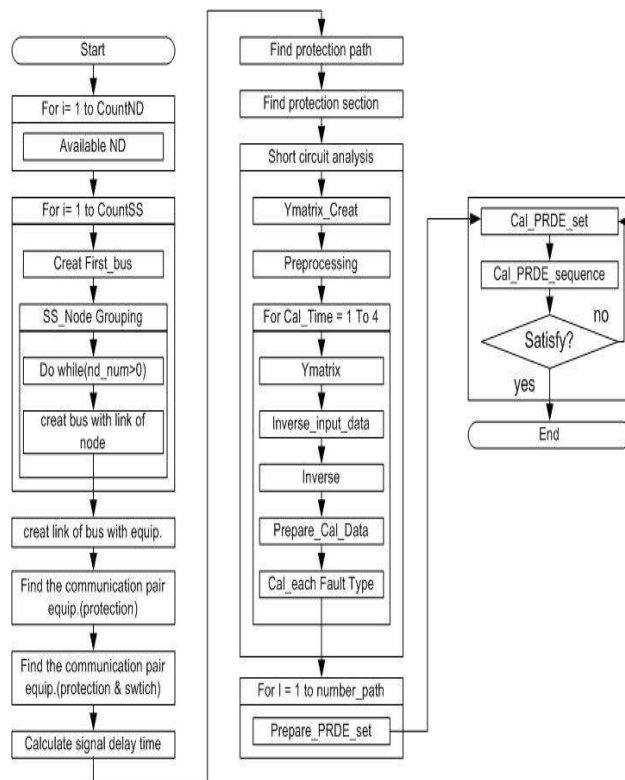 Start
For i= 1 to CountND
Available ND
For i= 1 to CountSS
Creat First_bus
SS_Node Grouping
Do while(nd_num>0)
creat bus with link of
node
creat link of bus with equip.
Find the communication pair
equip.(protection)
Find the communication pair
equip.(protection & swtich)
Calculate signal delay time
Find protection path
Find protection section
Short circuit analysis
Ymatrix_Creat
Preprocessing
For Cal_Time = 1 To 4
Ymatrix
Inverse_input_data
Inverse
Prepare_Cal_Data
Cal_each Fault Type
For I = 1 to number_path
Prepare_PRDE_set
Cal_PRDE_set
Cal_PRDE_sequence
Satisfy?
no
yes
End